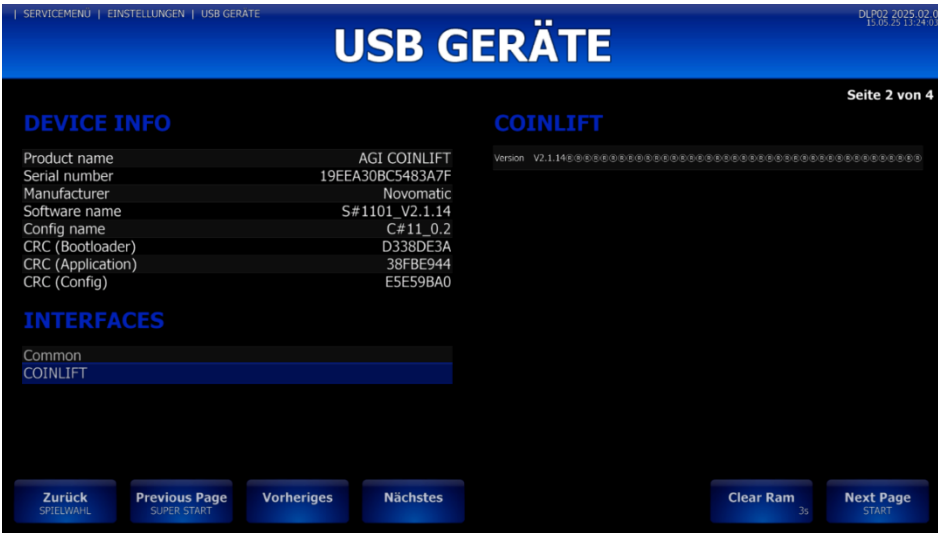 | SERVICEMENU | EINSTELLUNGEN | USB GERÄTE
DLP02 2025.02.0
15.05.25 13:24:03
USB GERÄTE
Seite 2 von 4
DEVICE INFO
Product name AGI COINLIFT
Serial number 19EEA30BC5483A7F
Manufacturer Novomatic
Software name S#1101_V2.1.14
Config name C#11_0.2
CRC (Bootloader) D338DE3A
CRC (Application) 38FBE944
CRC (Config) E5E59BA0
INTERFACES
Common
COINLIFT
COINLIFT
Version V2.1.14
Zurück
SPIELWAHL
Previous Page
SUPER START
Vorheriges
Nächstes
Clear Ram
3s
Next Page
START